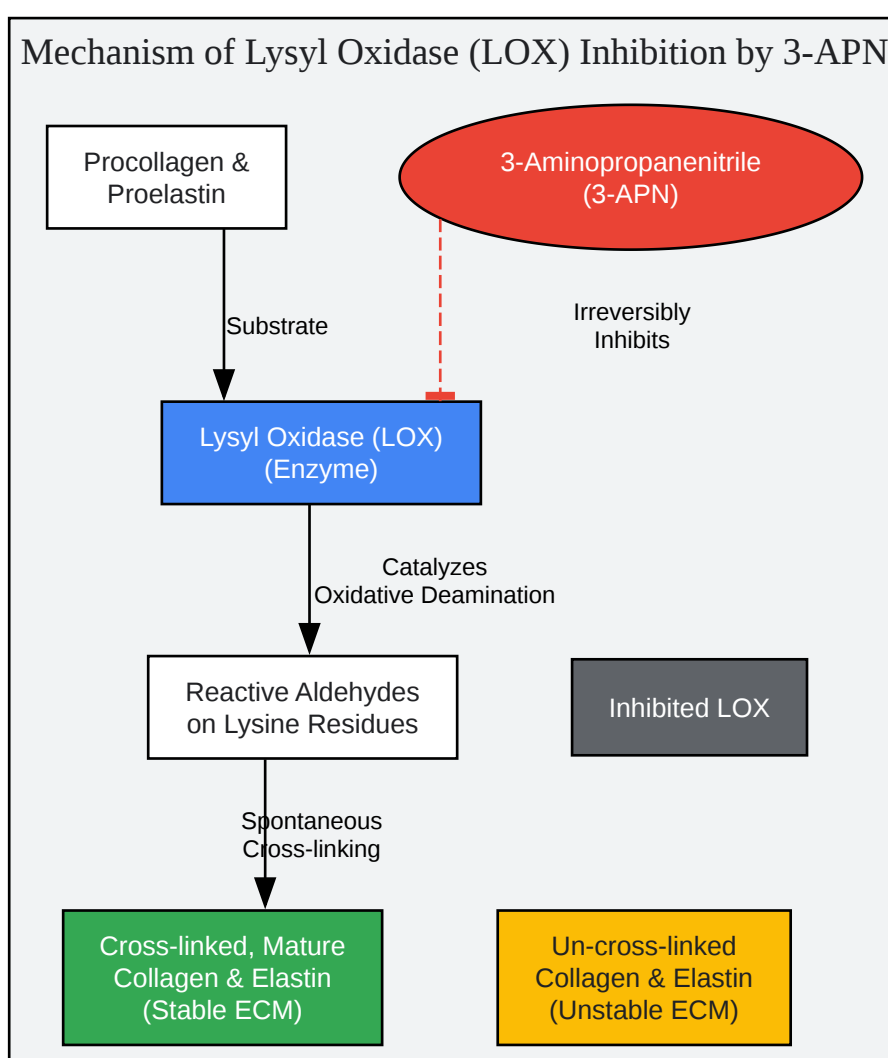 Mechanism of Lysyl Oxidase (LOX) Inhibition by 3-APN
Procollagen &
Proelastin
3-Aminopropanenitrile
(3-APN)
Substrate
Irreversibly
Inhibits
Lysyl Oxidase (LOX)
(Enzyme)
Catalyzes
Oxidative Deamination
Reactive Aldehydes
on Lysine Residues
Inhibited LOX
Spontaneous
Cross-linking
Cross-linked, Mature
Collagen & Elastin
(Stable ECM)
Un-cross-linked
Collagen & Elastin
(Unstable ECM)